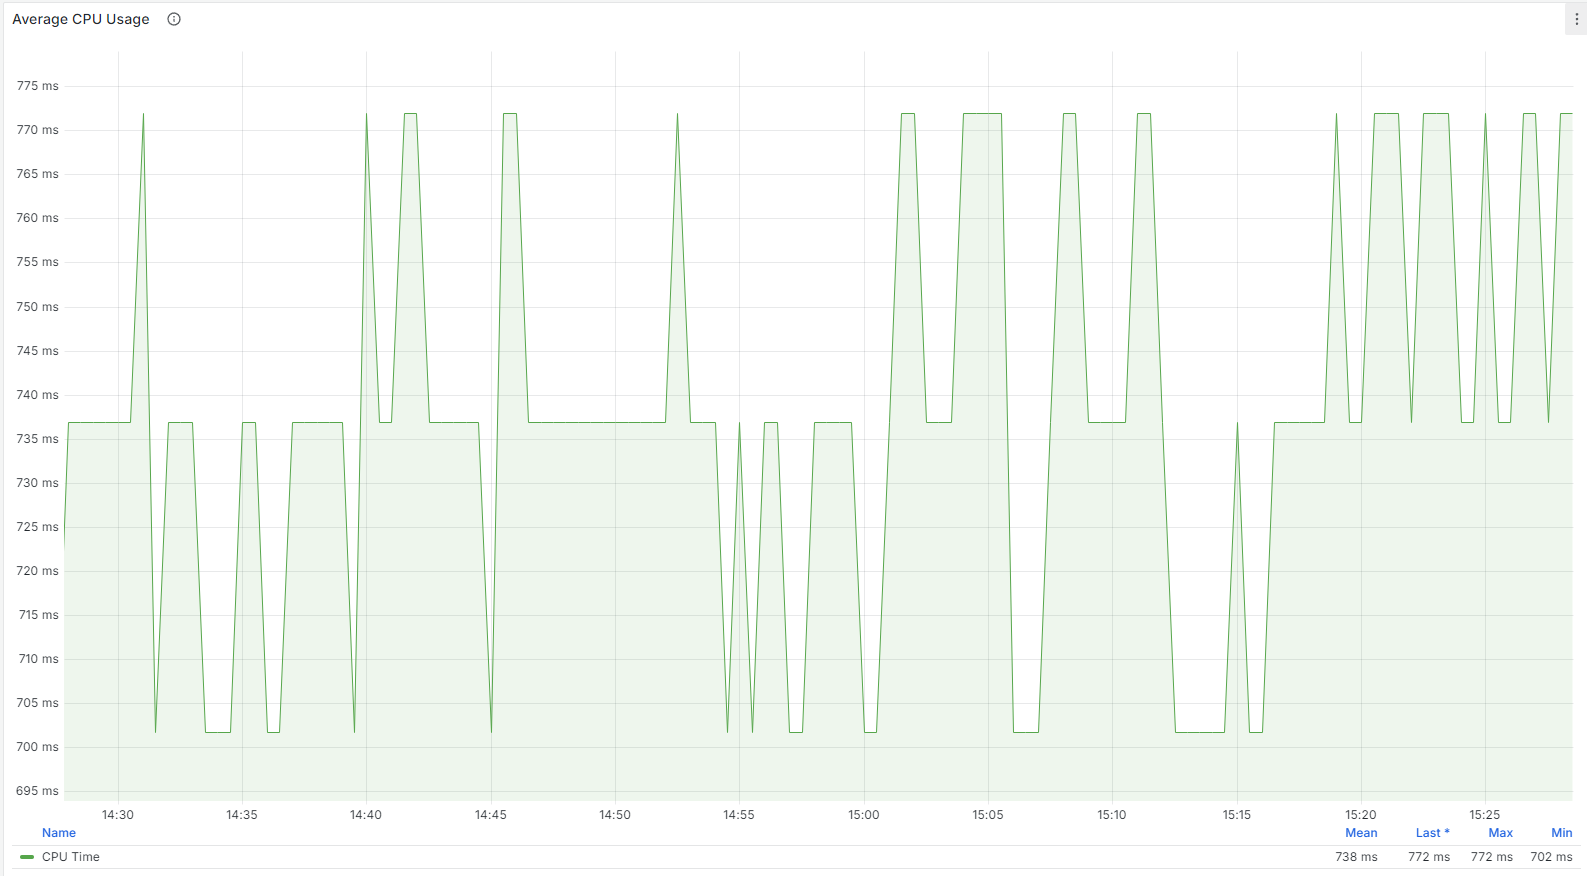 Average CPU Usage
775 ms
770 ms
765 ms
760 ms
755 ms
750 ms
745 ms
740 ms
735 ms
730 ms
725 ms
720 ms
715 ms
710 ms
705 ms
700 ms
695 ms
14:30 14:35 14:40 14:45 14:50 14:55 15:00 15:05 15:10 15:15 15:20 15:25
Name Mean Last * Max Min
CPU Time 738 ms 772 ms 772 ms 702 ms